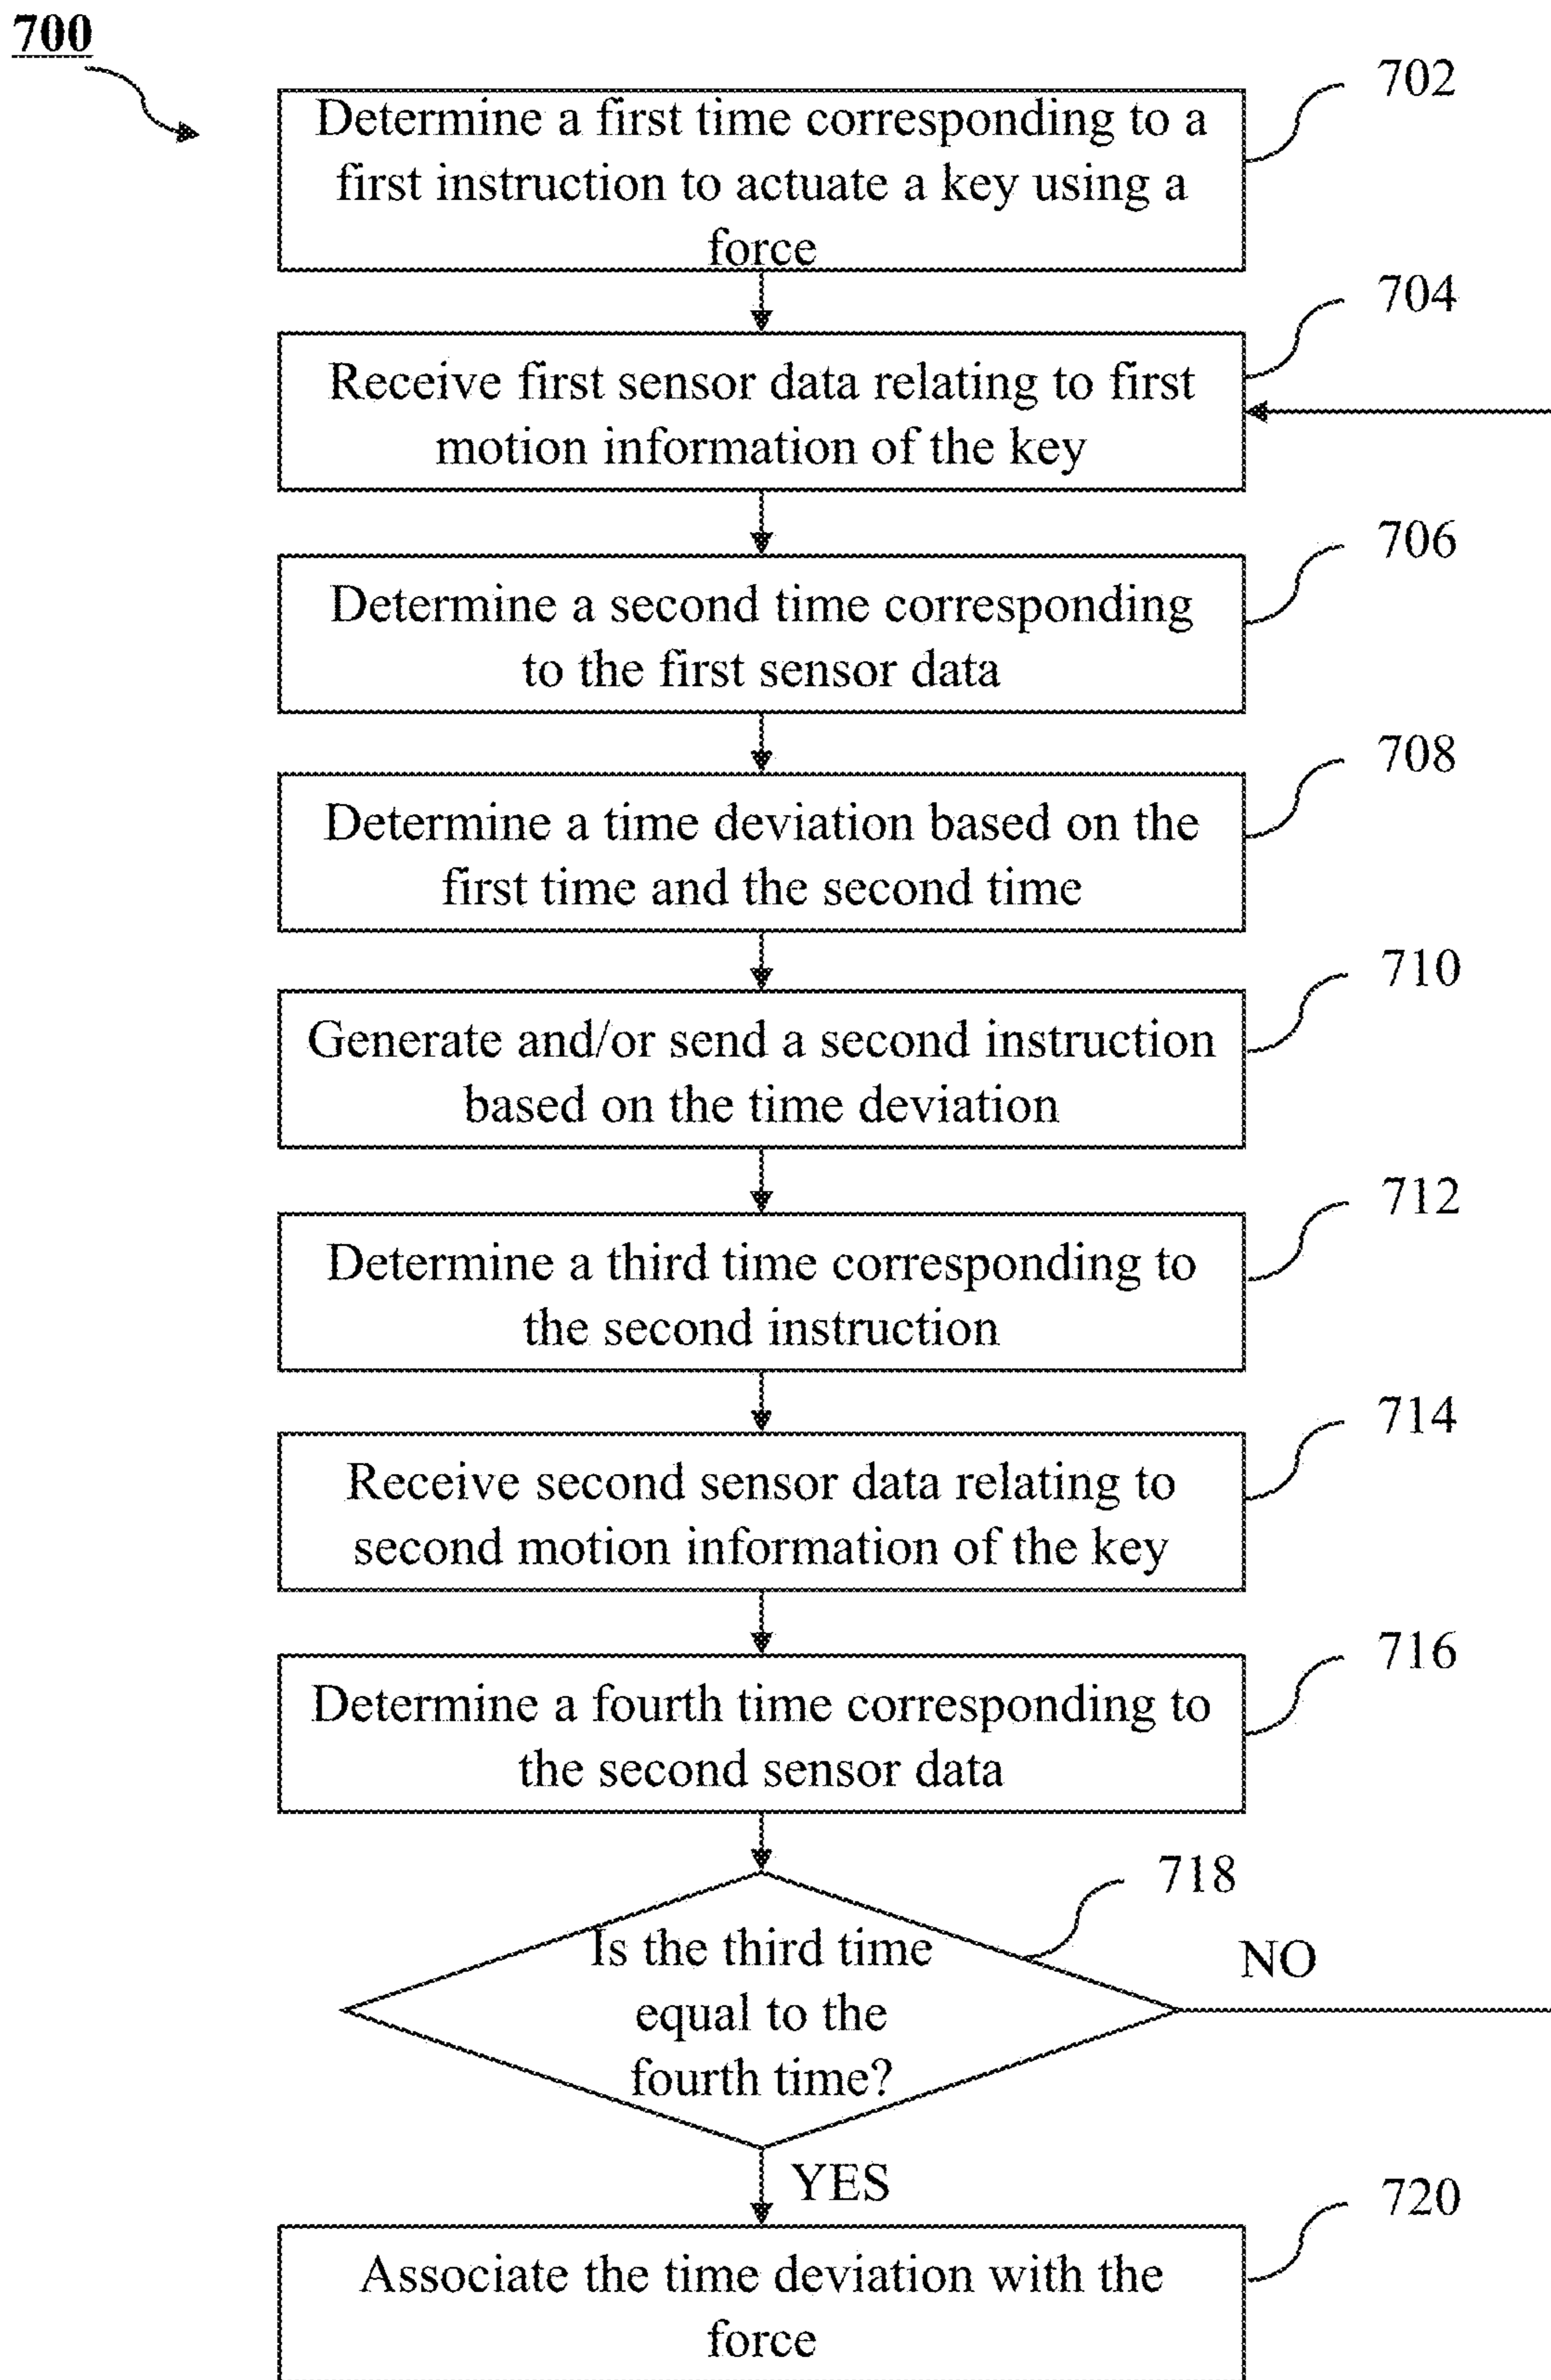 700
702
Determine a first time corresponding to a
first instruction to actuate a key using a
force
704
Receive first sensor data relating to first
motion information of the key
706
Determine a second time corresponding
to the first sensor data
708
Determine a time deviation based on the
first time and the second time
710
Generate and/or send a second instruction
based on the time deviation
712
Determine a third time corresponding to
the second instruction
714
Receive second sensor data relating to
second motion information of the key
716
Determine a fourth time corresponding to
the second sensor data
718
Is the third time
equal to the
fourth time?
NO
YES
720
Associate the time deviation with the
force